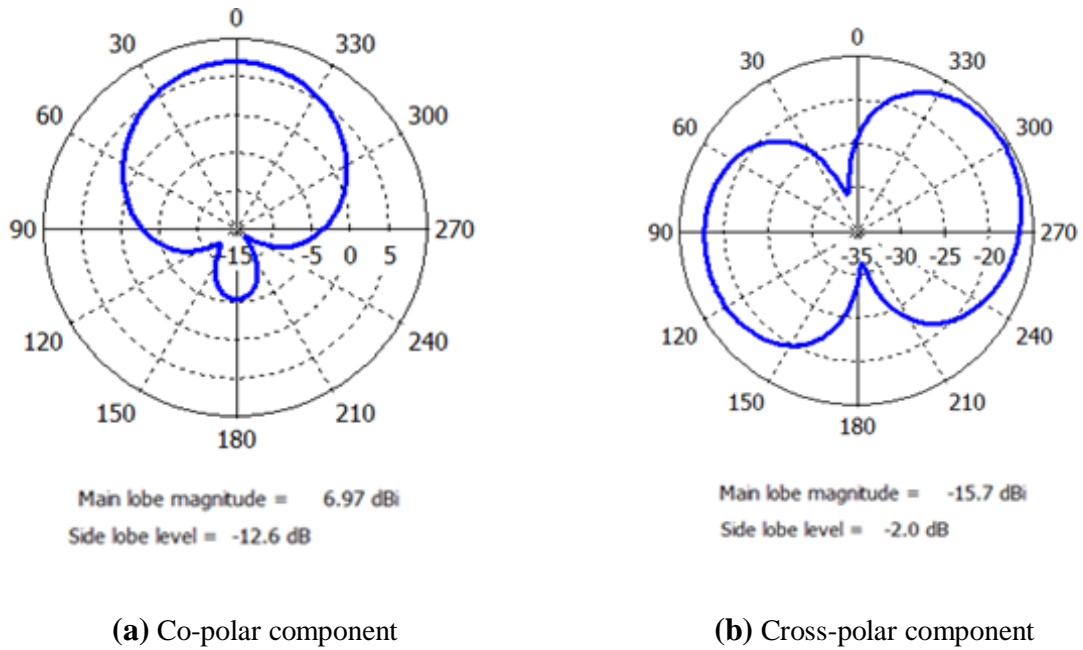 0
30 330
60 300
90 270
-15 -5 0 5
120 240
150 210
180
Main lobe magnitude = 6.97 dBi
Side lobe level = -12.6 dB
(a) Co-polar component
0
30 330
60 300
90 270
-35 -30 -25 -20
120 240
150 210
180
Main lobe magnitude = -15.7 dBi
Side lobe level = -2.0 dB
(b) Cross-polar component